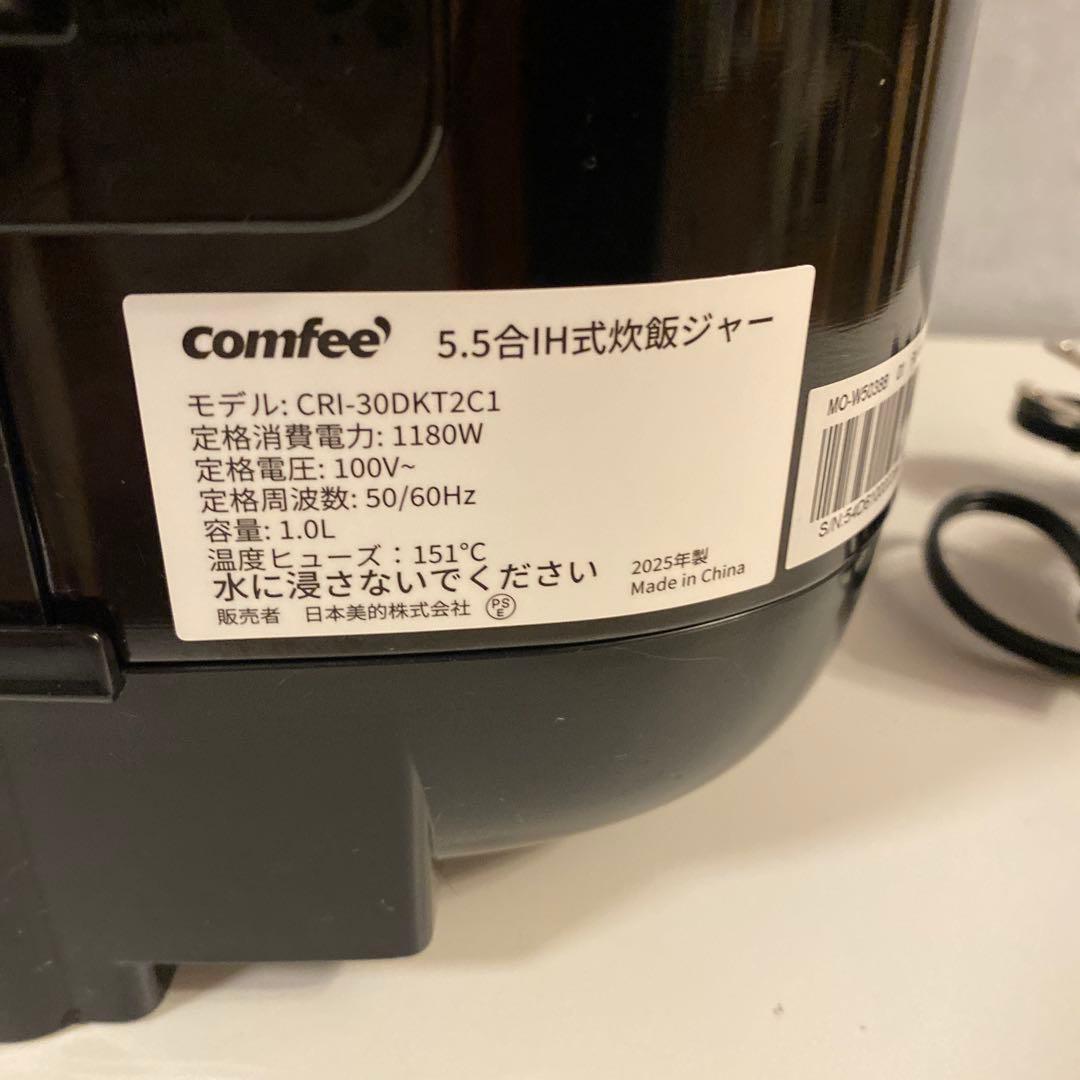 comfee'
5.5合IH式炊飯ジャー
モデル: CRI-30DKT2C1
定格消費電力: 1180W
定格電圧: 100V~
定格周波数: 50/60Hz
容量: 1.0L
温度ヒューズ：151℃
水に浸さないでください
販売者 日本美的株式会社
PS
E
2025年製
Made in China
MO-W5038B 01